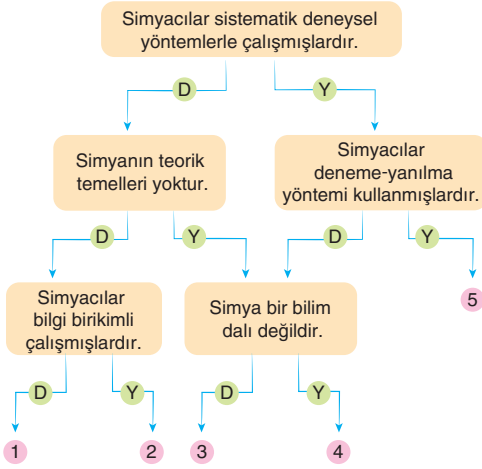 Simyacılar sistematik deneysel
yöntemlerle çalışmışlardır.
D
Y
Simyanın teorik
temelleri yoktur.
Simyacılar
deneme-yanılma
yöntemi kullanmışlardır.
D
Y
D
Y
Simyacılar
bilgi birikimli
çalışmışlardır.
Simya bir bilim
dalı değildir.
5
D
Y
D
Y
1
2
3
4